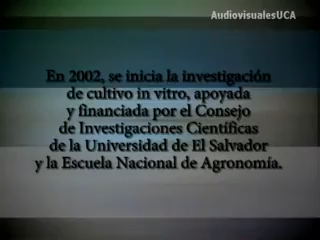 AudiovisualesUCA
En 2002, se inicia la investigación
de cultivo in vitro, apoyada
y financiada por el Consejo
de Investigaciones Científicas
de la Universidad de El Salvador
y la Escuela Nacional de Agronomía.